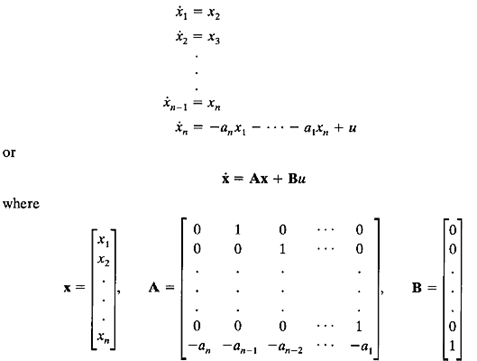 ẋ₁ = x₂
ẋ₂ = x₃
.
.
.
ẋₙ₋₁ = xₙ
ẋₙ = −aₙx₁ − · · · − a₁xₙ + u
or
ẋ = Ax + Bu
where
x = [x₁ x₂ . . . xₙ], A = [0 1 0 ··· 0
0 0 1 ··· 0
. . . .
. . . .
. . . .
0 0 0 ··· 1
−aₙ −aₙ₋₁ −aₙ₋₂ ··· −a₁], B = [0 0 . . . 0 1]